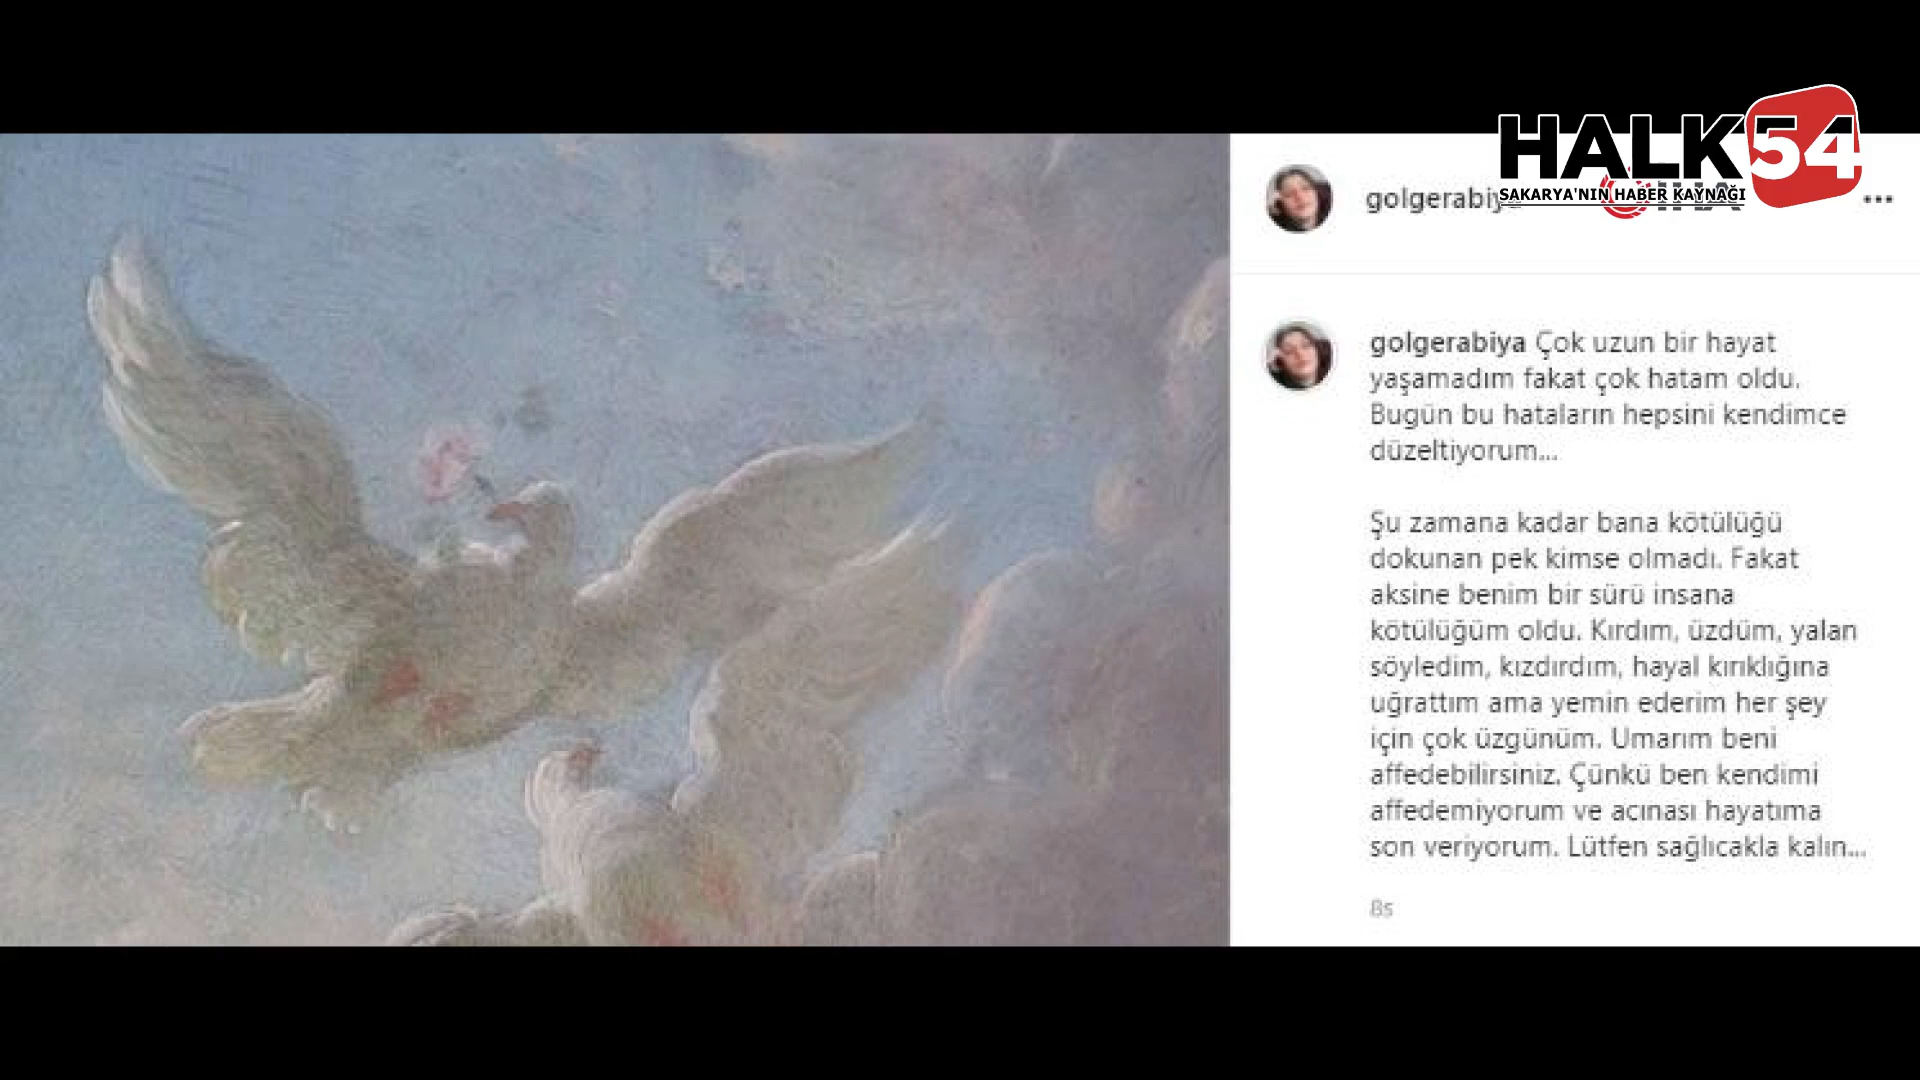 HALK54
SAKARYA'NIN HABER KAYNAĞI
golgerabiya
golgerabiya Çok uzun bir hayat
yaşamadım fakat çok hatam oldu.
Bugün bu hataların hepsini kendimce
düzeltiyorum...
Şu zamana kadar bana kötülüğü
dokunan pek kimse olmadı. Fakat
aksine benim bir sürü insana
kötülüğüm oldu. Kırdım, üzdüm, yalan
söyledim, kızdırdım, hayal kırıklığına
uğrattım ama yemin ederim her şey
için çok üzgünüm. Umarım beni
affedebilirsiniz. Çünkü ben kendimi
affedemiyorum ve acınası hayatıma
son veriyorum. Lütfen sağlıcakla kalın...
8s